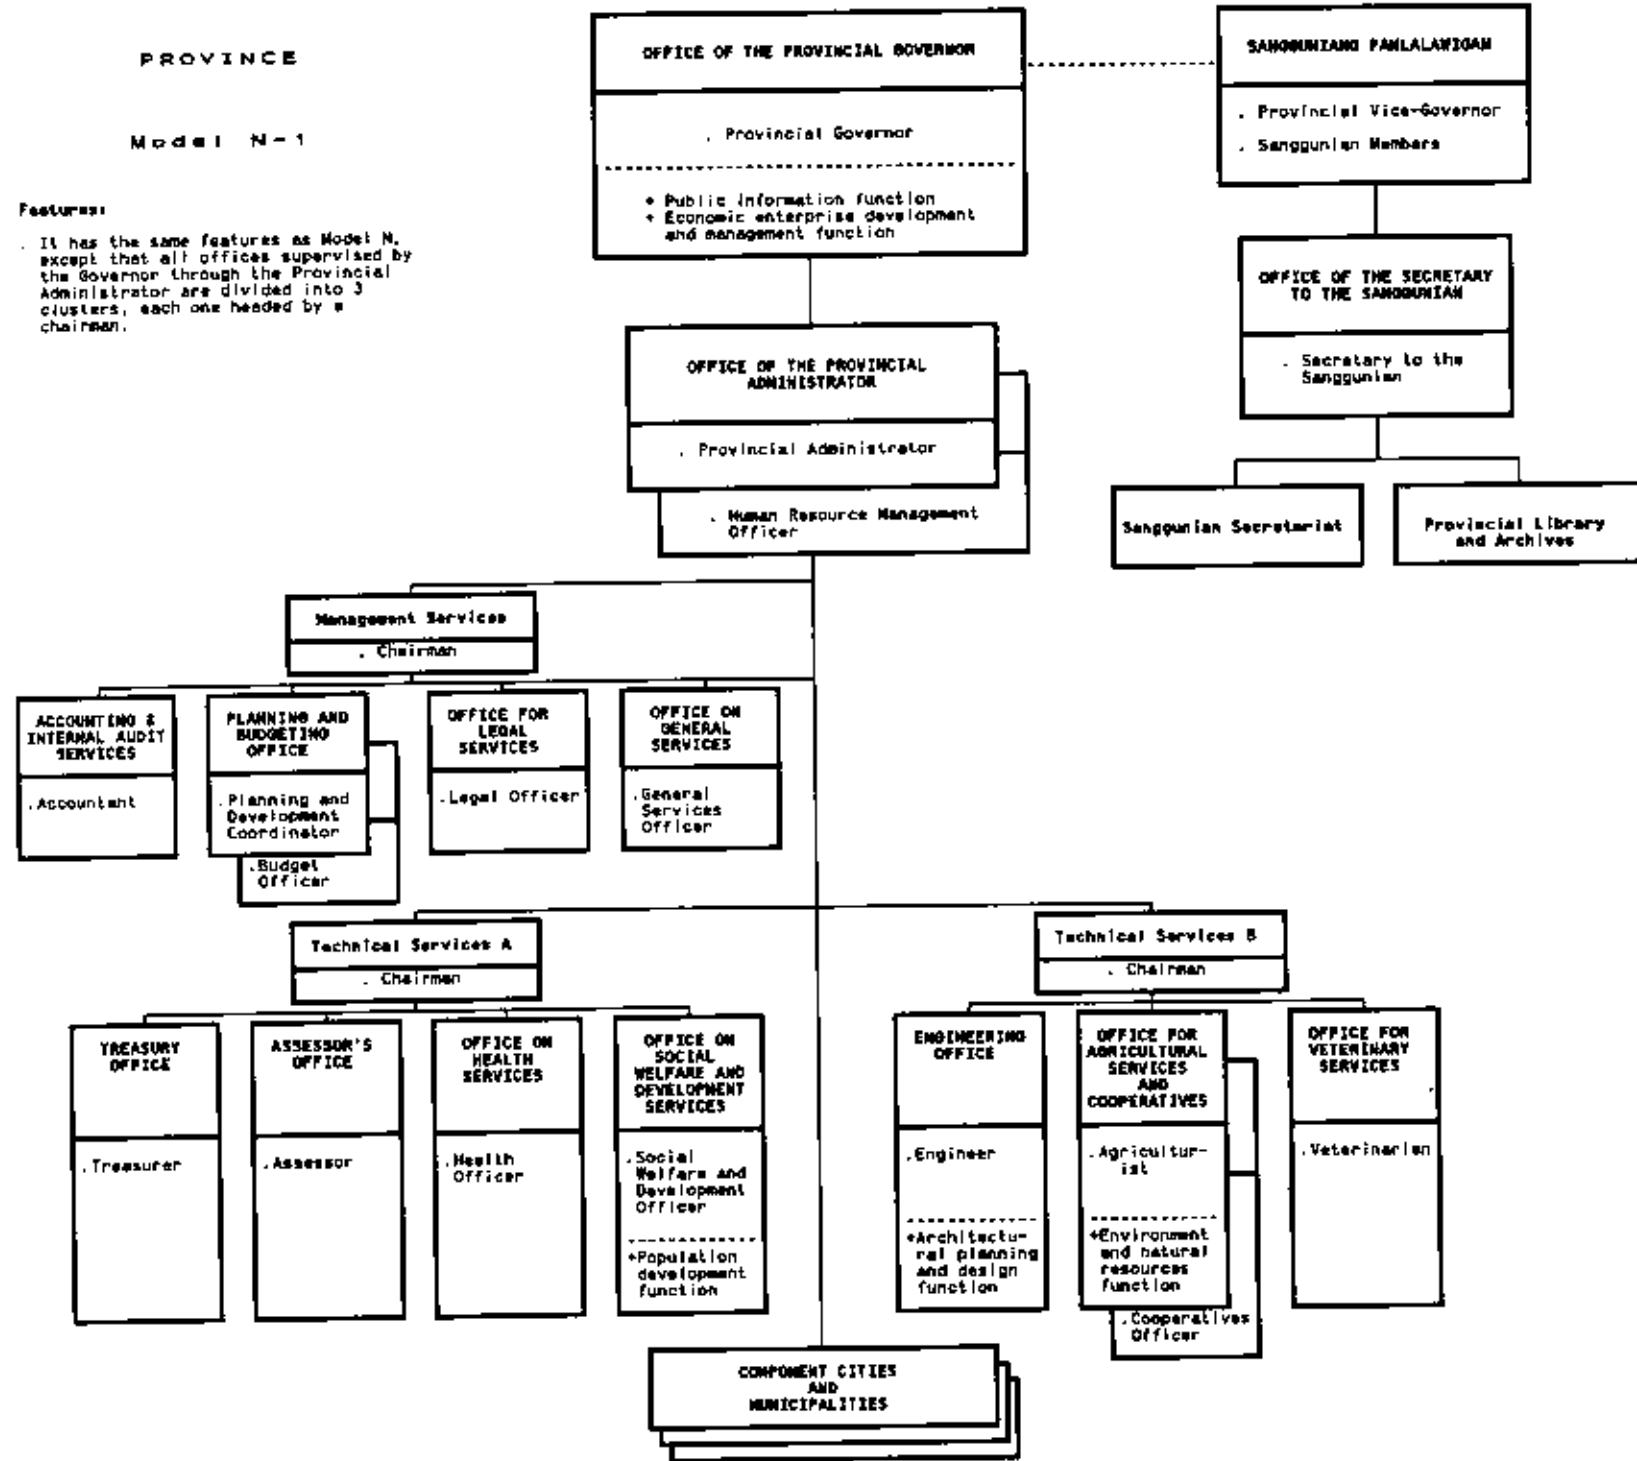 PROVINCE
Model N-1
Features:
. It has the same features as Model N,
except that all offices supervised by
the Governor through the Provincial
Administrator are divided into 3
clusters, each one headed by a
chairman.
OFFICE OF THE PROVINCIAL GOVERNOR
. Provincial Governor
+ Public information function
+ Economic enterprise development
and management function
SANGGUNIANG PANLALAWIGAN
. Provincial Vice-Governor
. Sanggunian Members
OFFICE OF THE SECRETARY
TO THE SANGGUNIAN
. Secretary to the
Sanggunian
Sanggunian Secretariat
Provincial Library
and Archives
OFFICE OF THE PROVINCIAL
ADMINISTRATOR
. Provincial Administrator
. Human Resource Management
Officer
Management Services
. Chairman
ACCOUNTING &
INTERNAL AUDIT
SERVICES
.Accountant
PLANNING AND
BUDGETING
OFFICE
.Planning and
Development
Coordinator
.Budget
Officer
OFFICE FOR
LEGAL
SERVICES
.Legal Officer
OFFICE ON
GENERAL
SERVICES
.General
Services
Officer
Technical Services A
. Chairman
TREASURY
OFFICE
.Treasurer
ASSESSOR'S
OFFICE
.Assessor
OFFICE ON
HEALTH
SERVICES
.Health
Officer
OFFICE ON
SOCIAL
WELFARE AND
DEVELOPMENT
SERVICES
.Social
Welfare and
Development
Officer
+Population
development
function
Technical Services B
. Chairman
ENGINEERING
OFFICE
.Engineer
+Architectu-
ral planning
and design
function
OFFICE FOR
AGRICULTURAL
SERVICES
AND
COOPERATIVES
.Agricultur-
ist
+Environment
and natural
resources
function
.Cooperatives
Officer
OFFICE FOR
VETERINARY
SERVICES
.Veterinarian
COMPONENT CITIES
AND
MUNICIPALITIES